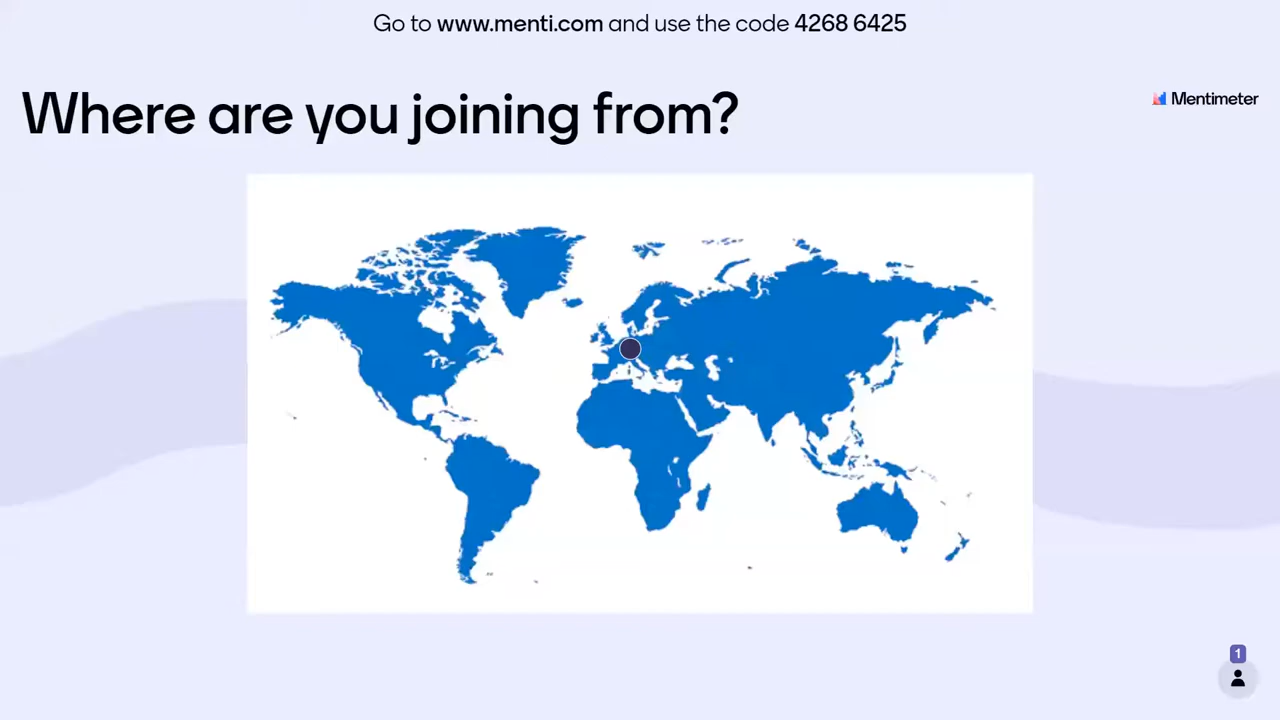 Go to www.menti.com and use the code 4268 6425
Where are you joining from?
Mentimeter
1